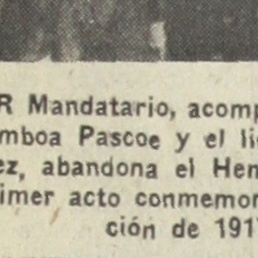 R Mandatario, acomp
mboa Pascoe y el li
ez, abandona el Hem
imer acto conmemor
ción de 191